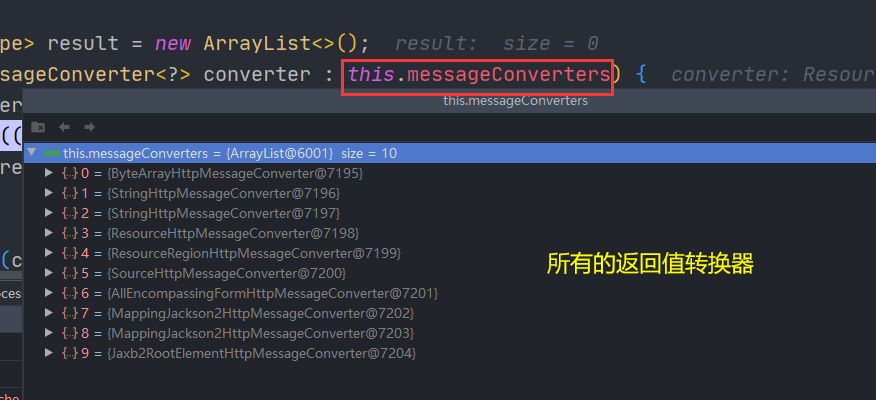 pe> result = new ArrayList<>();  result:  size = 0
sageConverter<?> converter : this.messageConverters) {  converter: Resour
er
this.messageConverters
((
re
this.messageConverters = {ArrayList@6001}  size = 10
0 = {ByteArrayHttpMessageConverter@7195}
1 = {StringHttpMessageConverter@7196}
2 = {StringHttpMessageConverter@7197}
3 = {ResourceHttpMessageConverter@7198}
4 = {ResourceRegionHttpMessageConverter@7199}
(c
所有的返回值转换器
5 = {SourceHttpMessageConverter@7200}
ocess
6 = {AllEncompassingFormHttpMessageConverter@7201}
7 = {MappingJackson2HttpMessageConverter@7202}
8 = {MappingJackson2HttpMessageConverter@7203}
9 = {Jaxb2RootElementHttpMessageConverter@7204}